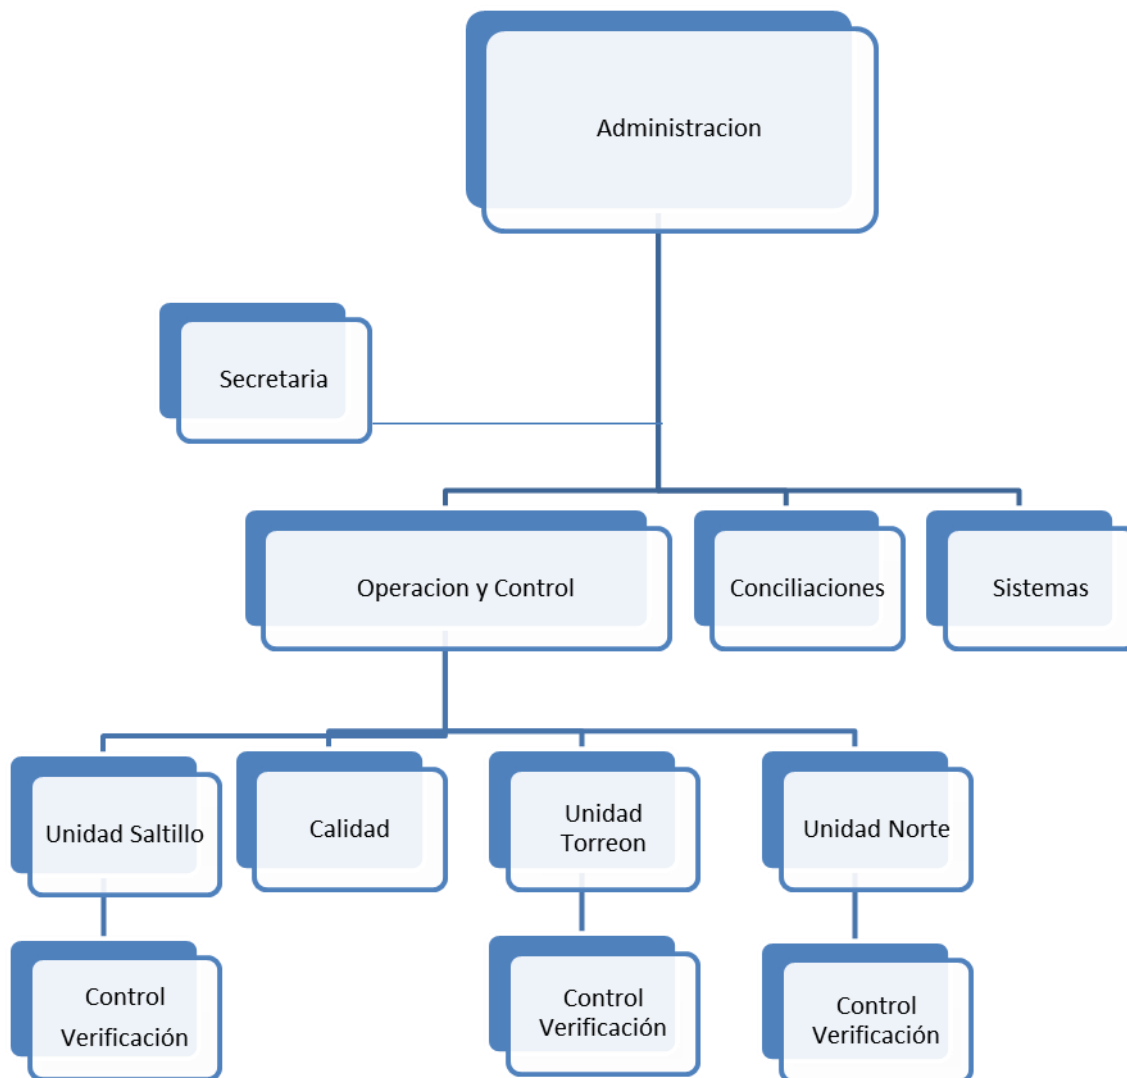 Administracion
Secretaria
Operacion y Control
Conciliaciones
Sistemas
Unidad Saltillo
Calidad
Unidad
Torreon
Unidad Norte
Control
Verificación
Control
Verificación
Control
Verificación